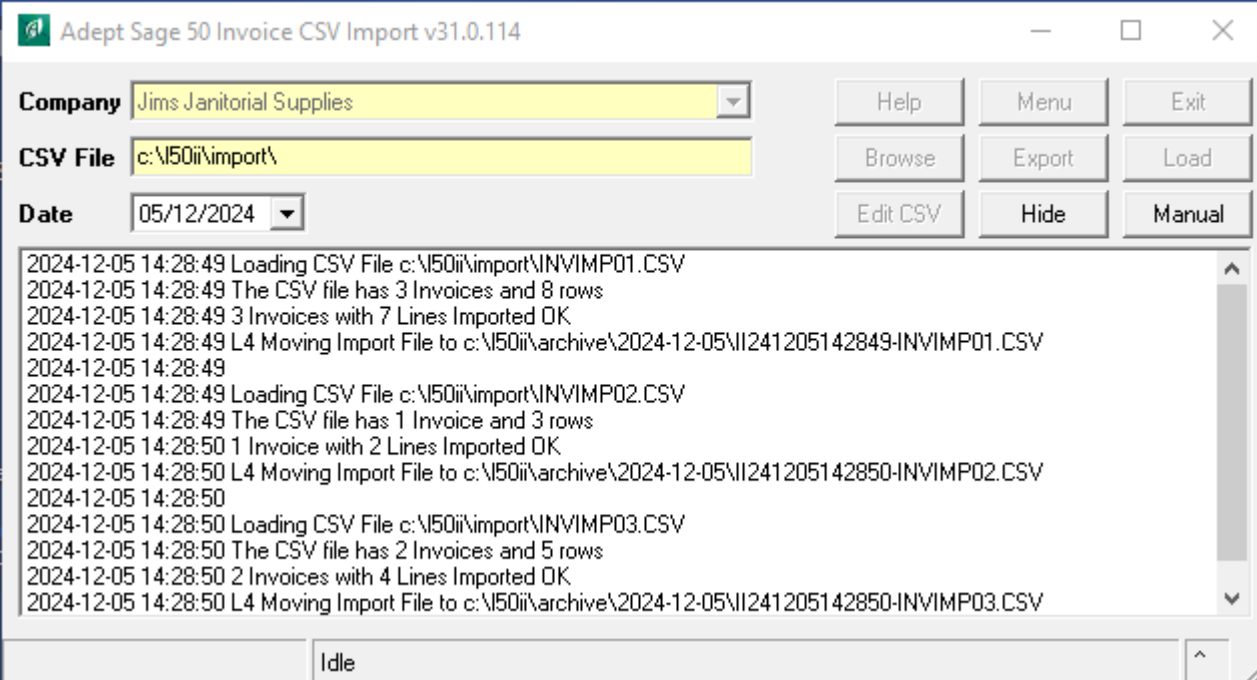 Adept Sage 50 Invoice CSV Import v31.0.114
Company Jims Janitorial Supplies Help Menu Exit
CSV File c:\I50ii\import\ Browse Export Load
Date 05/12/2024 Edit CSV Hide Manual
2024-12-05 14:28:49 Loading CSV File c:\I50ii\import\INVIMP01.CSV
2024-12-05 14:28:49 The CSV file has 3 Invoices and 8 rows
2024-12-05 14:28:49 3 Invoices with 7 Lines Imported OK
2024-12-05 14:28:49 L4 Moving Import File to c:\I50ii\archive\2024-12-05\II241205142849-INVIMP01.CSV
2024-12-05 14:28:49
2024-12-05 14:28:49 Loading CSV File c:\I50ii\import\INVIMP02.CSV
2024-12-05 14:28:49 The CSV file has 1 Invoice and 3 rows
2024-12-05 14:28:50 1 Invoice with 2 Lines Imported OK
2024-12-05 14:28:50 L4 Moving Import File to c:\I50ii\archive\2024-12-05\II241205142850-INVIMP02.CSV
2024-12-05 14:28:50
2024-12-05 14:28:50 Loading CSV File c:\I50ii\import\INVIMP03.CSV
2024-12-05 14:28:50 The CSV file has 2 Invoices and 5 rows
2024-12-05 14:28:50 2 Invoices with 4 Lines Imported OK
2024-12-05 14:28:50 L4 Moving Import File to c:\I50ii\archive\2024-12-05\II241205142850-INVIMP03.CSV
Idle ^